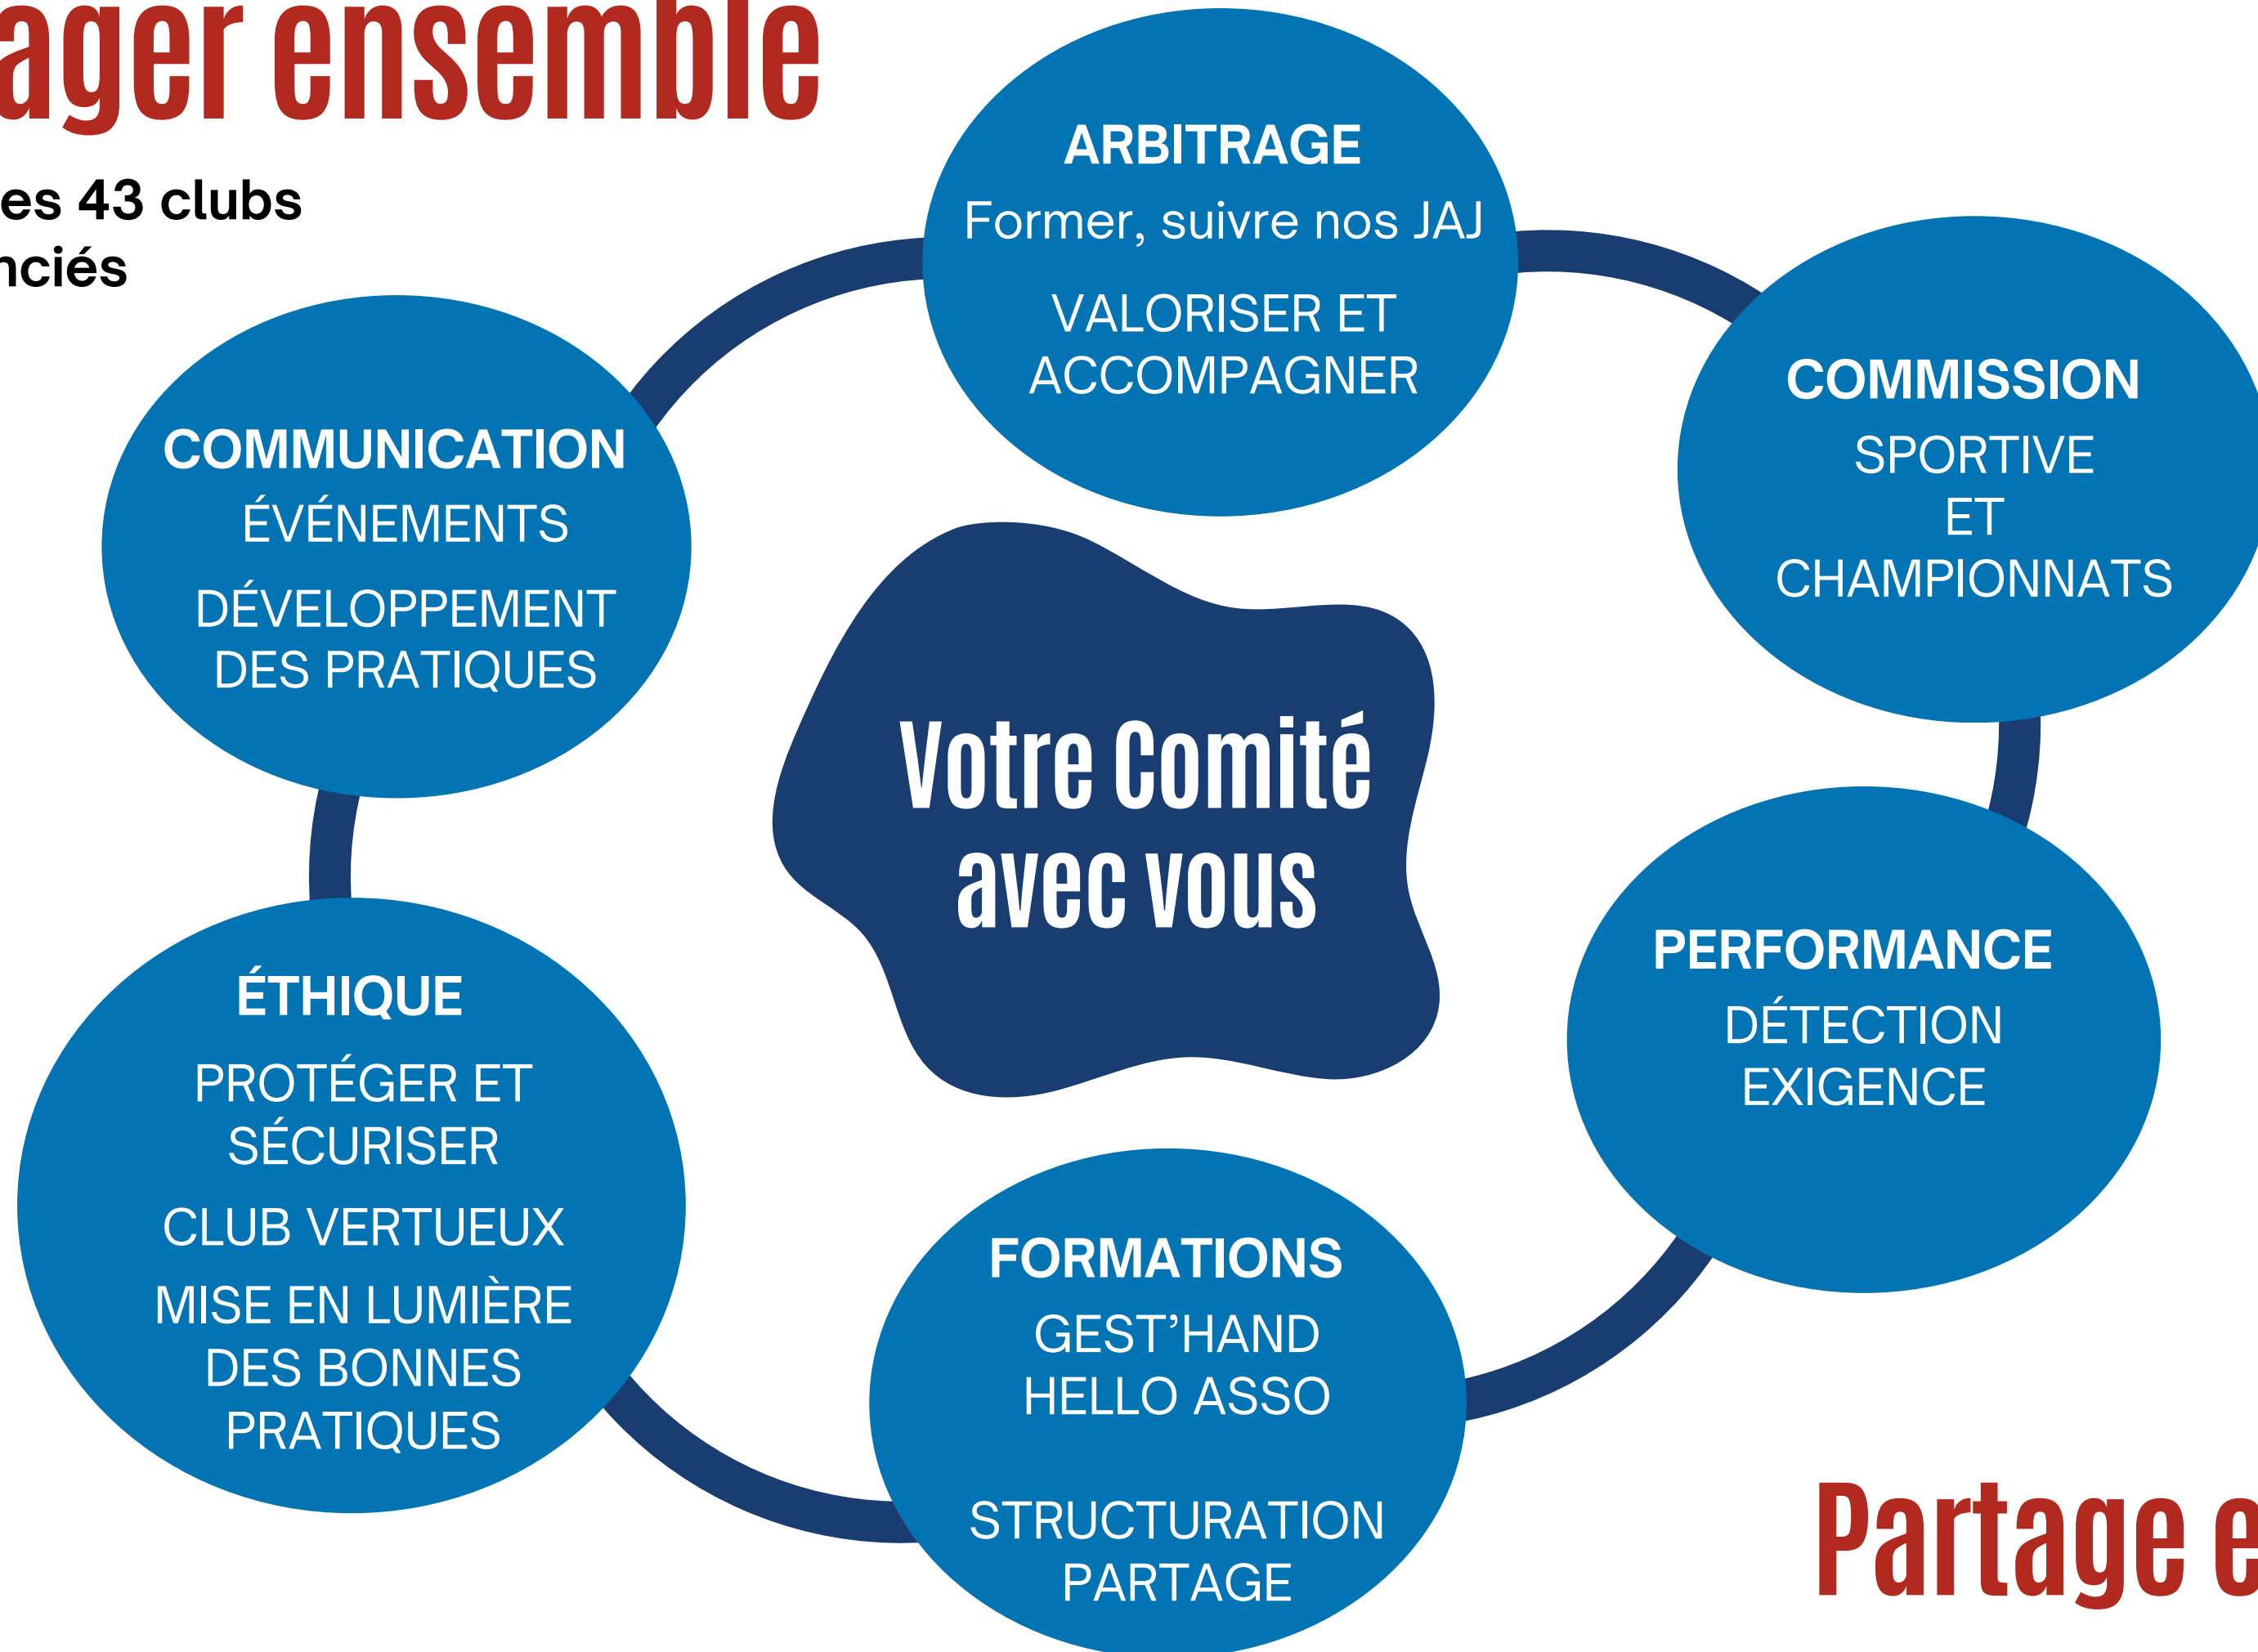 ager ensemble
es 43 clubs
nciés
ARBITRAGE
Former, suivre nos JAJ
VALORISER ET
ACCOMPAGNER
COMMISSION
SPORTIVE
ET
CHAMPIONNATS
COMMUNICATION
ÉVÉNEMENTS
DÉVELOPPEMENT
DES PRATIQUES
Votre Comité
avec vous
PERFORMANCE
DÉTECTION
EXIGENCE
ÉTHIQUE
PROTÉGER ET
SÉCURISER
CLUB VERTUEUX
MISE EN LUMIÈRE
DES BONNES
PRATIQUES
FORMATIONS
GEST’HAND
HELLO ASSO
STRUCTURATION
PARTAGE
Partage e